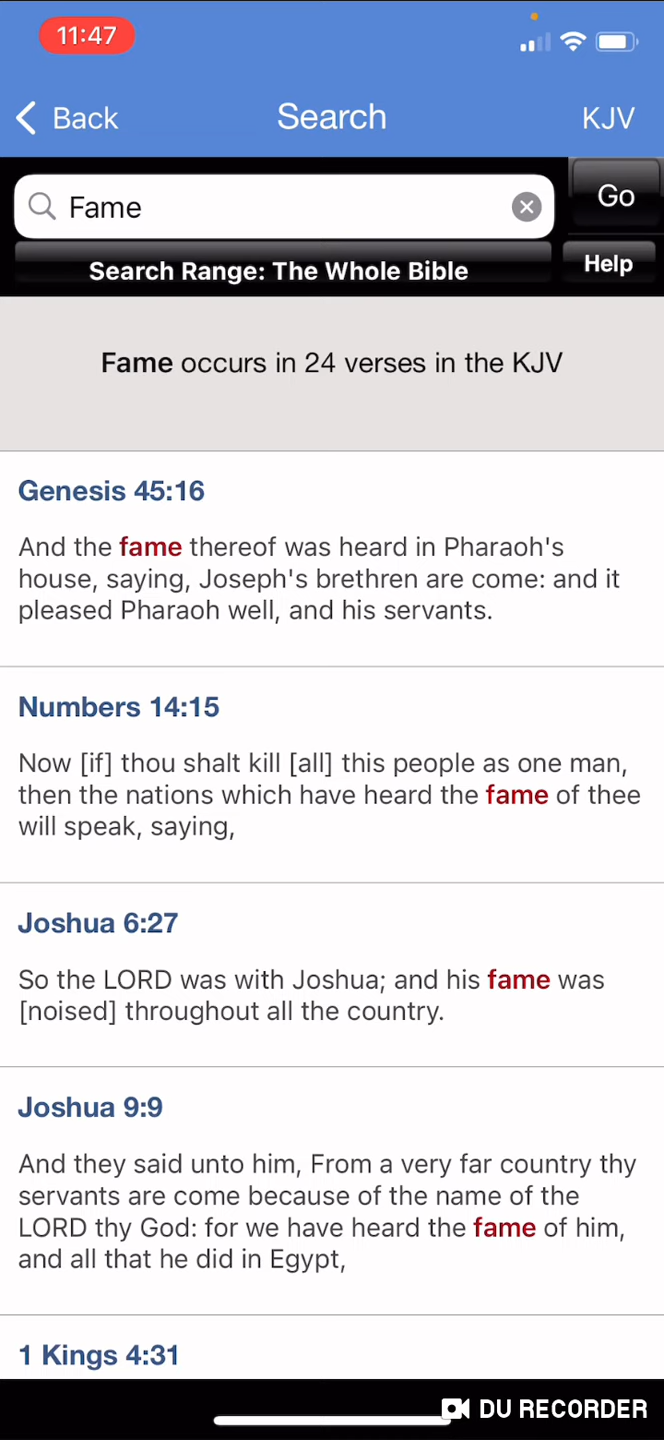 11:47
Back
Search
KJV
Fame
Go
Search Range: The Whole Bible
Help
Fame occurs in 24 verses in the KJV
Genesis 45:16
And the fame thereof was heard in Pharaoh's
house, saying, Joseph's brethren are come: and it
pleased Pharaoh well, and his servants.
Numbers 14:15
Now [if] thou shalt kill [all] this people as one man,
then the nations which have heard the fame of thee
will speak, saying,
Joshua 6:27
So the LORD was with Joshua; and his fame was
[noised] throughout all the country.
Joshua 9:9
And they said unto him, From a very far country thy
servants are come because of the name of the
LORD thy God: for we have heard the fame of him,
and all that he did in Egypt,
1 Kings 4:31
DU RECORDER